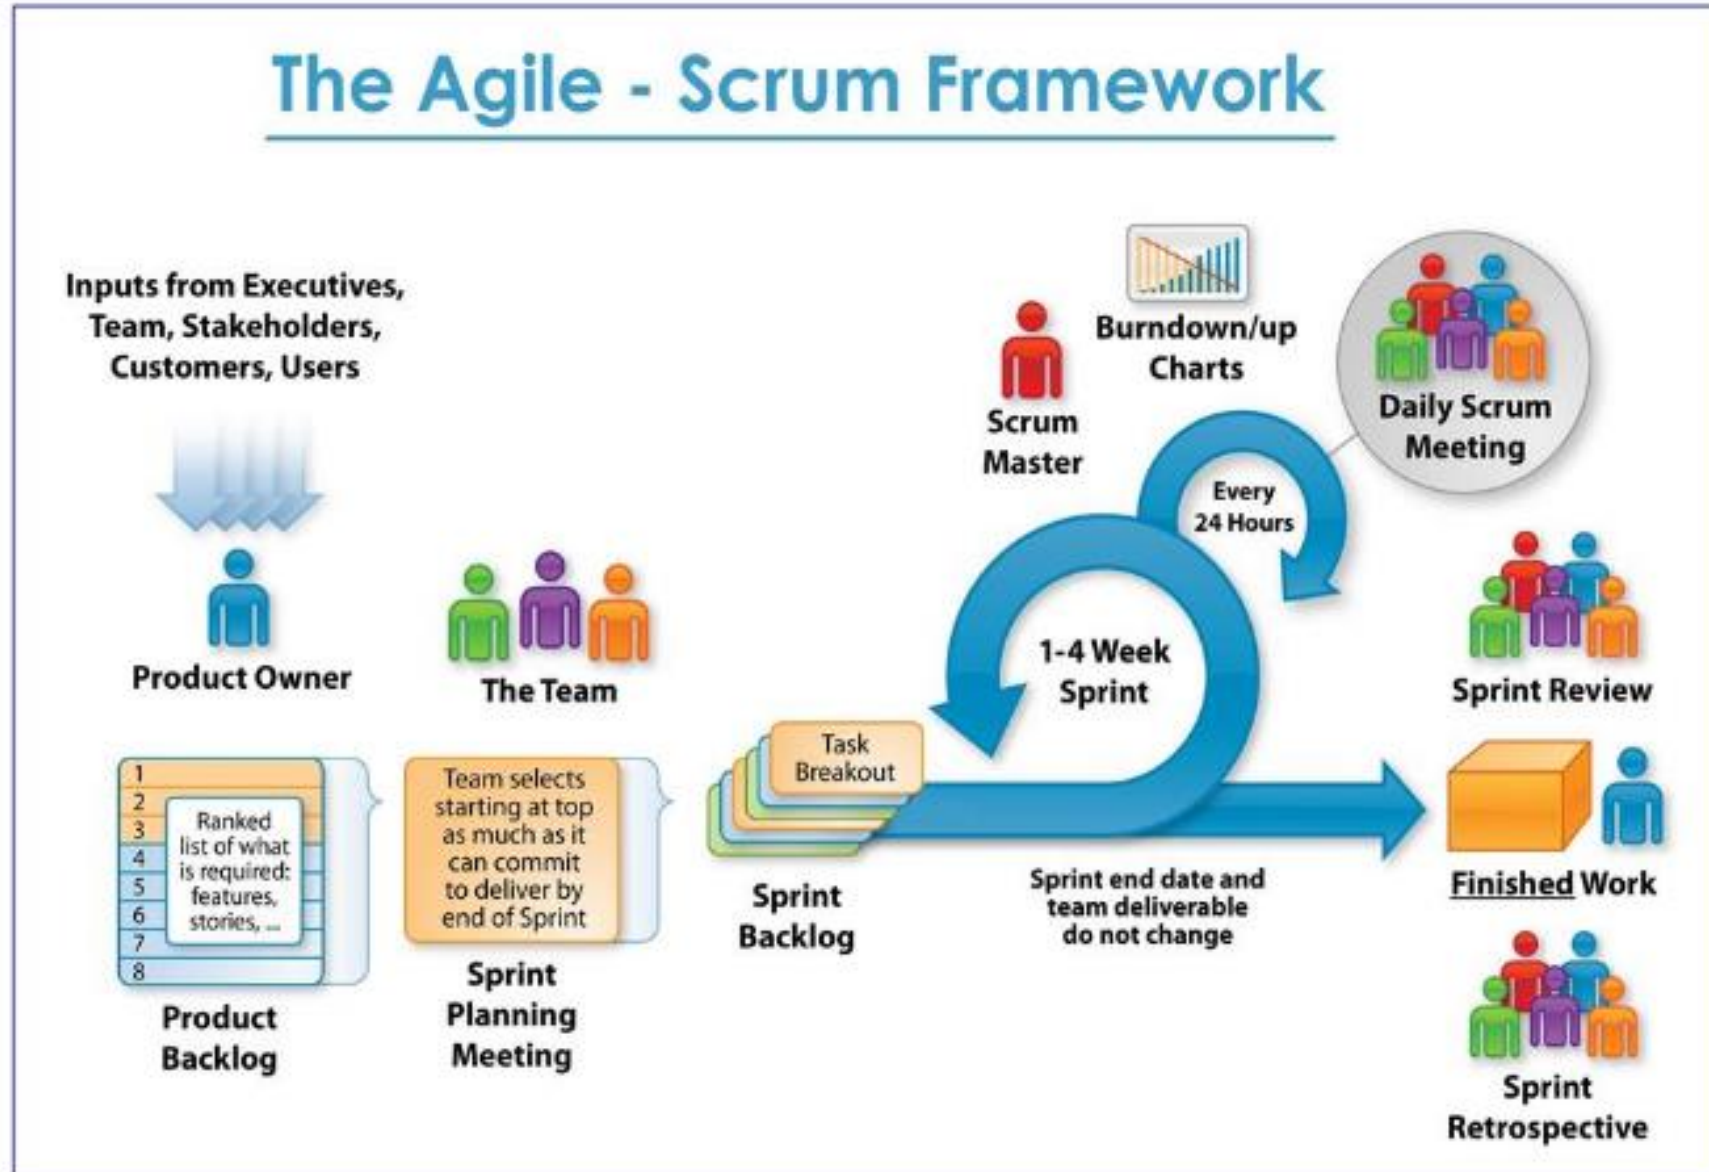 The Agile - Scrum Framework
Inputs from Executives,
Team, Stakeholders,
Customers, Users
Product Owner
The Team
1
2
3
4
5
6
7
8
Ranked
list of what
is required:
features,
stories, ...
Product
Backlog
Team selects
starting at top
as much as it
can commit
to deliver by
end of Sprint
Sprint
Planning
Meeting
Task
Breakout
Sprint
Backlog
Scrum
Master
Burndown/up
Charts
Daily Scrum
Meeting
Every
24 Hours
1-4 Week
Sprint
Sprint end date and
team deliverable
do not change
Sprint Review
Finished Work
Sprint
Retrospective